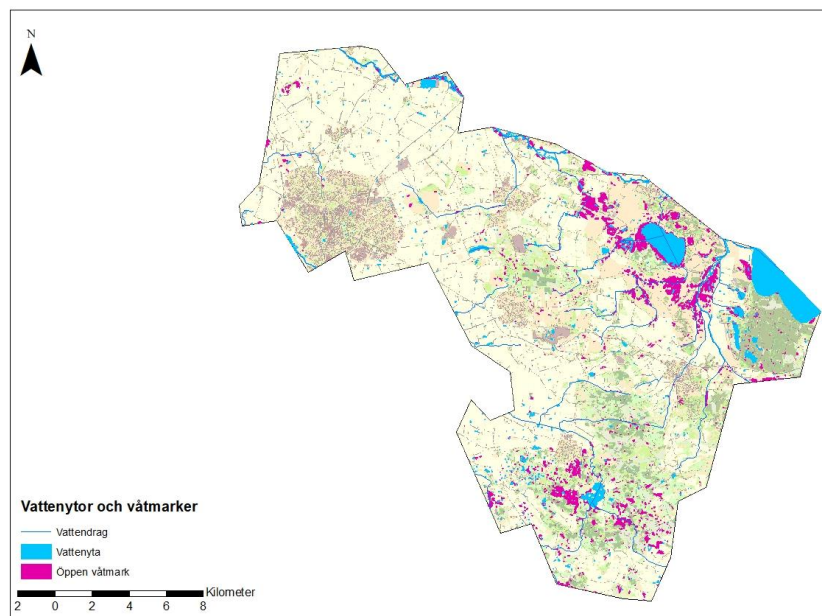 N
Vattenytor och våtmarker
Vattendrag
Vattenyta
Öppen våtmark
Kilometer
2 0 2 4 6 8